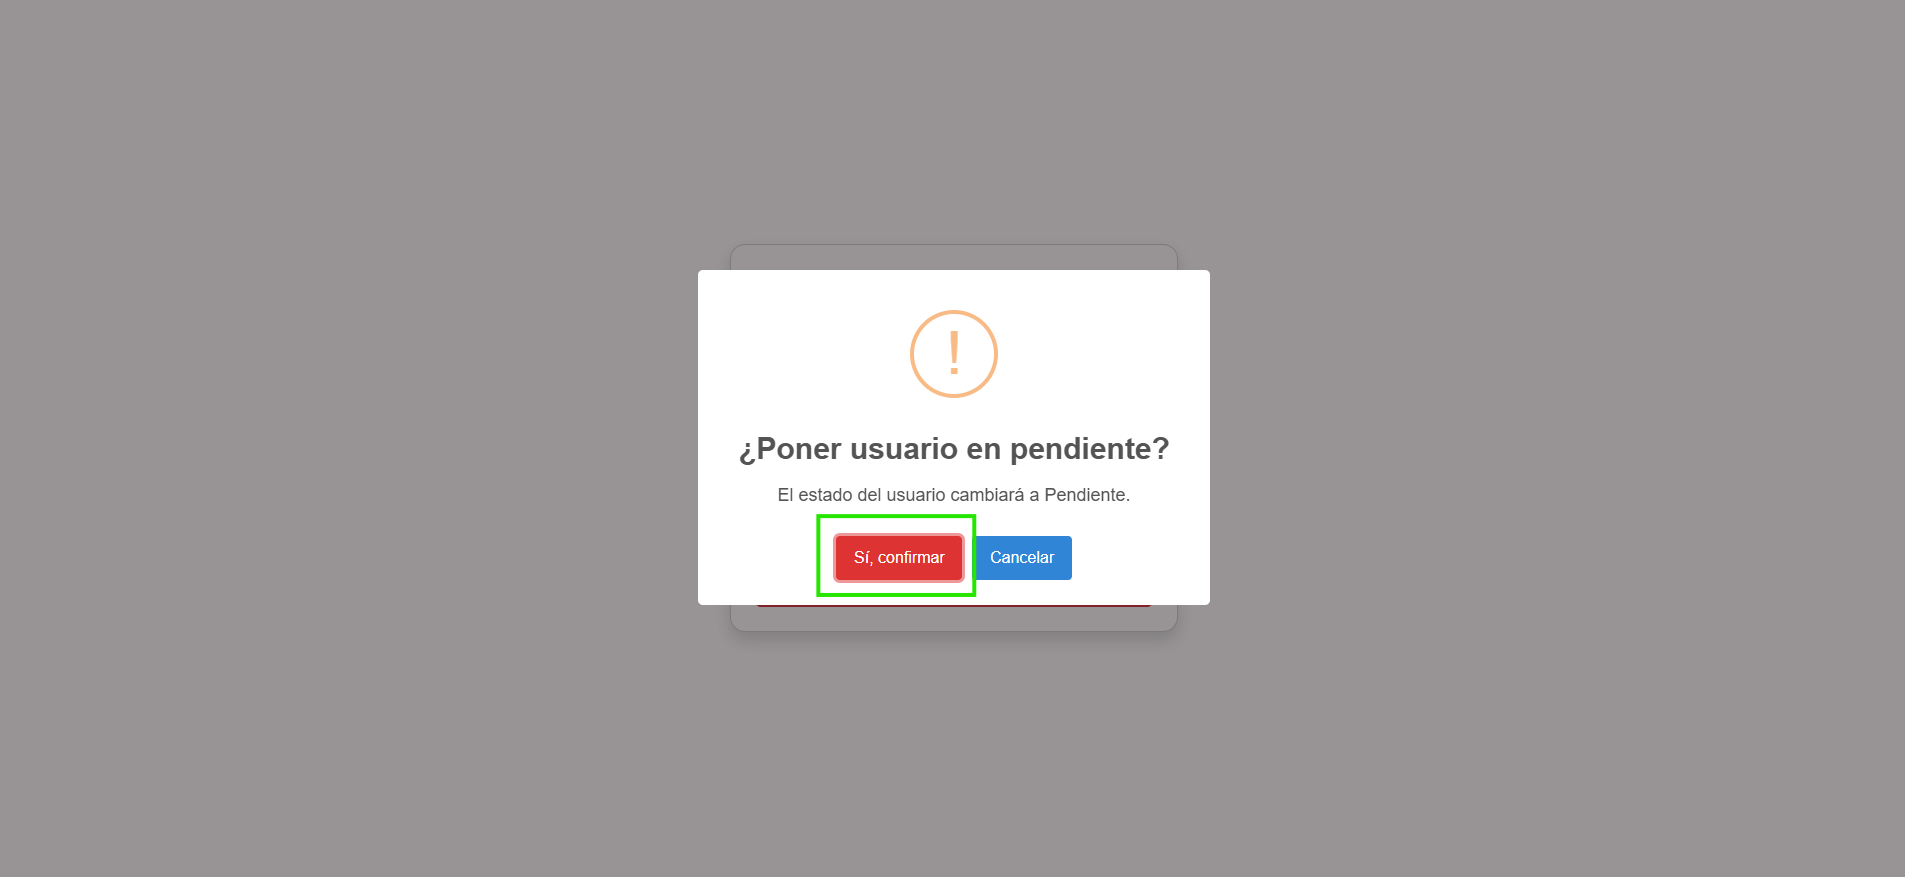 !
¿Poner usuario en pendiente?
El estado del usuario cambiará a Pendiente.
Sí, confirmar
Cancelar